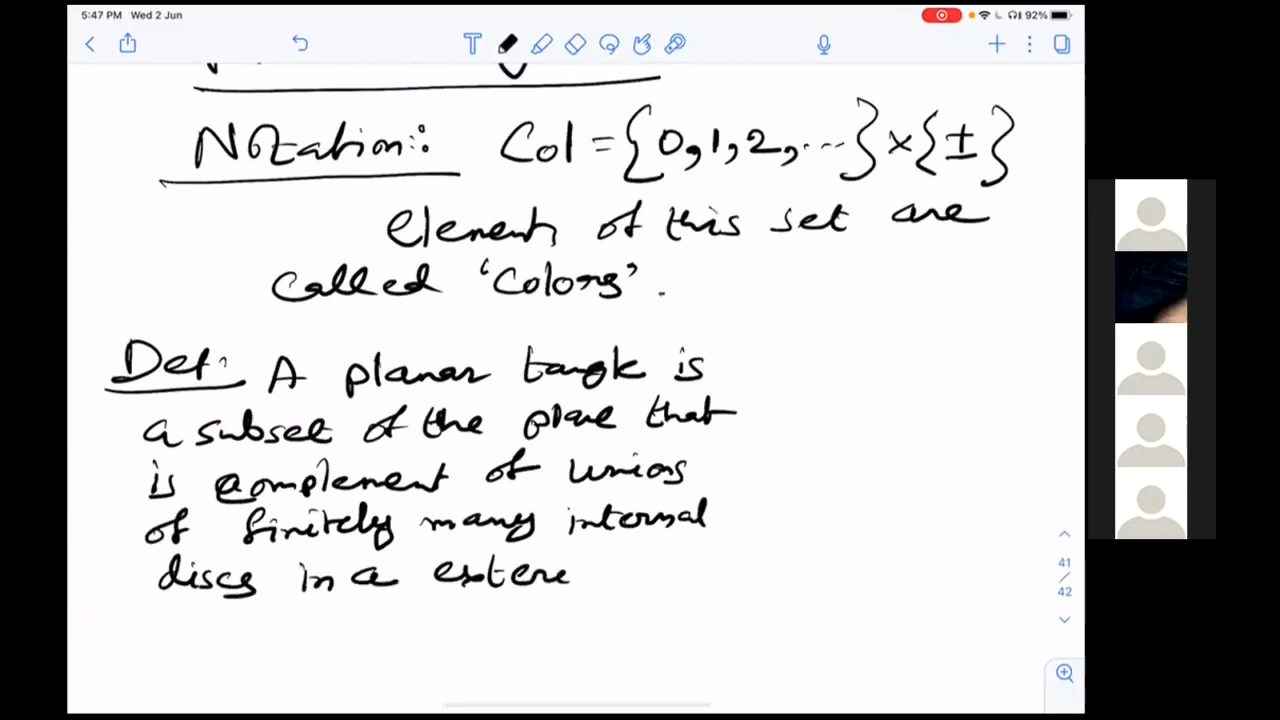 5:47 PM Wed 2 Jun
92%
Notation: Col = {0, 1, 2, ...} × {±}
Elements of this set are
called 'Colors'.
Def: A planar tangle is
a subset of the plane that
is complement of unions
of finitely many internal
discs in a extere
41
/
42